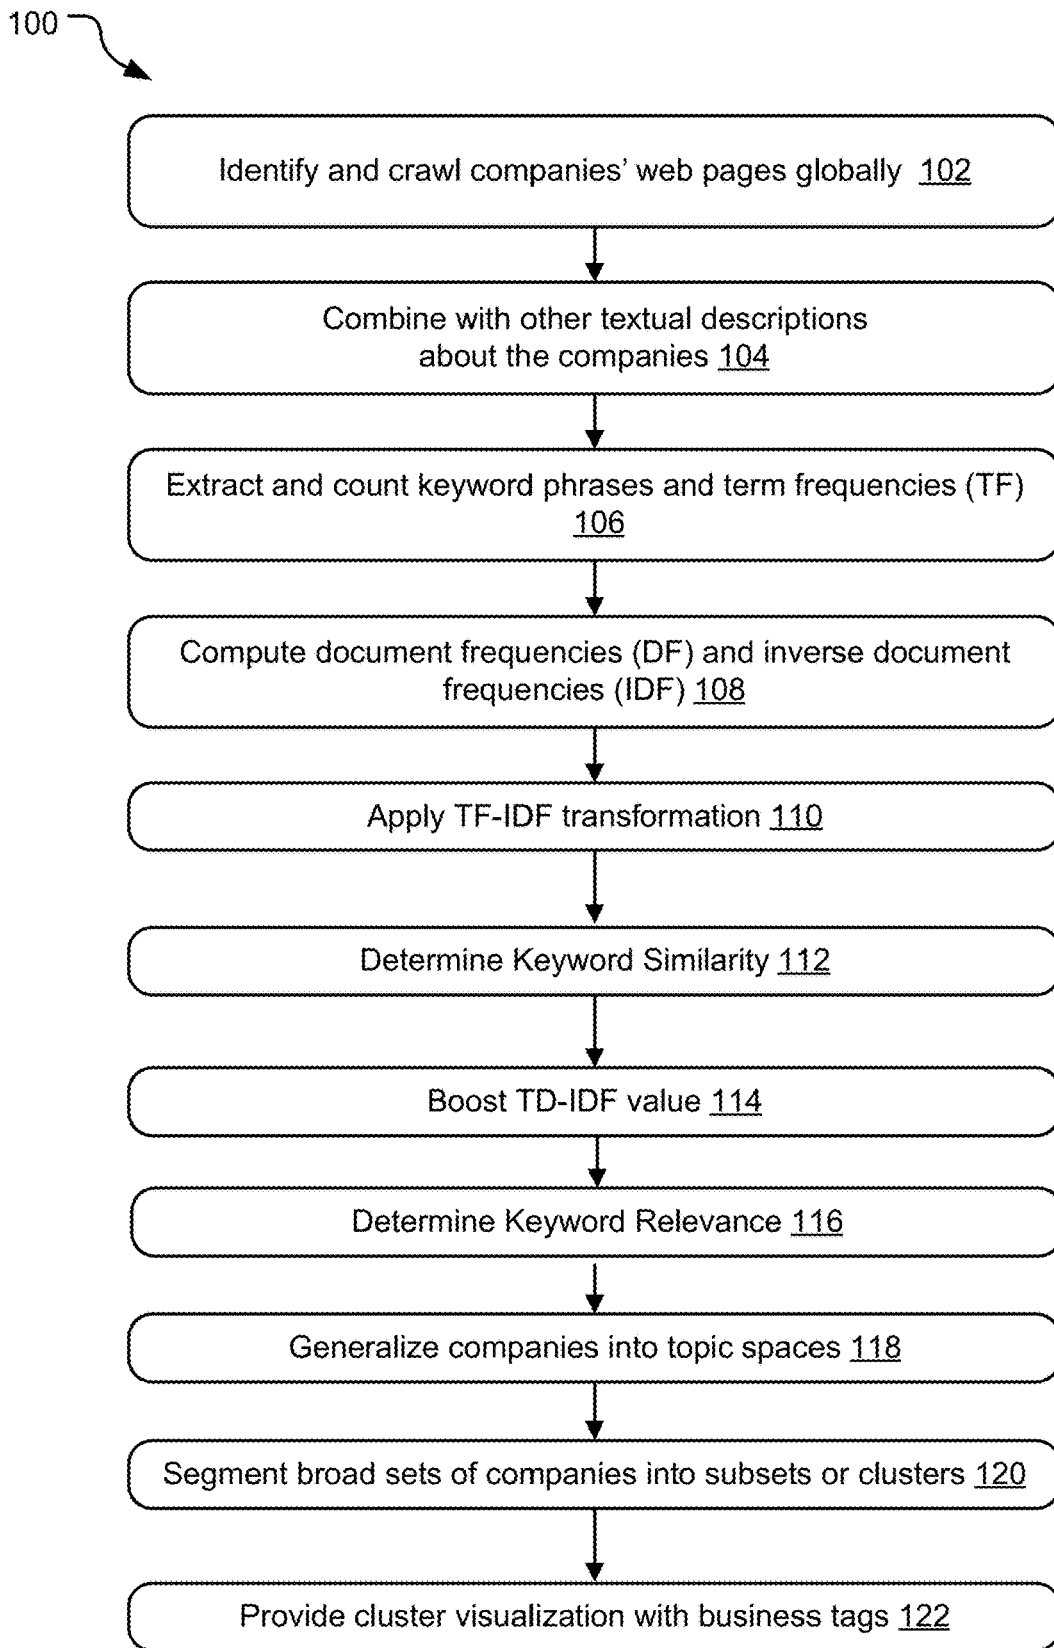 100
Identify and crawl companies’ web pages globally 102
Combine with other textual descriptions
about the companies 104
Extract and count keyword phrases and term frequencies (TF)
106
Compute document frequencies (DF) and inverse document
frequencies (IDF) 108
Apply TF-IDF transformation 110
Determine Keyword Similarity 112
Boost TD-IDF value 114
Determine Keyword Relevance 116
Generalize companies into topic spaces 118
Segment broad sets of companies into subsets or clusters 120
Provide cluster visualization with business tags 122